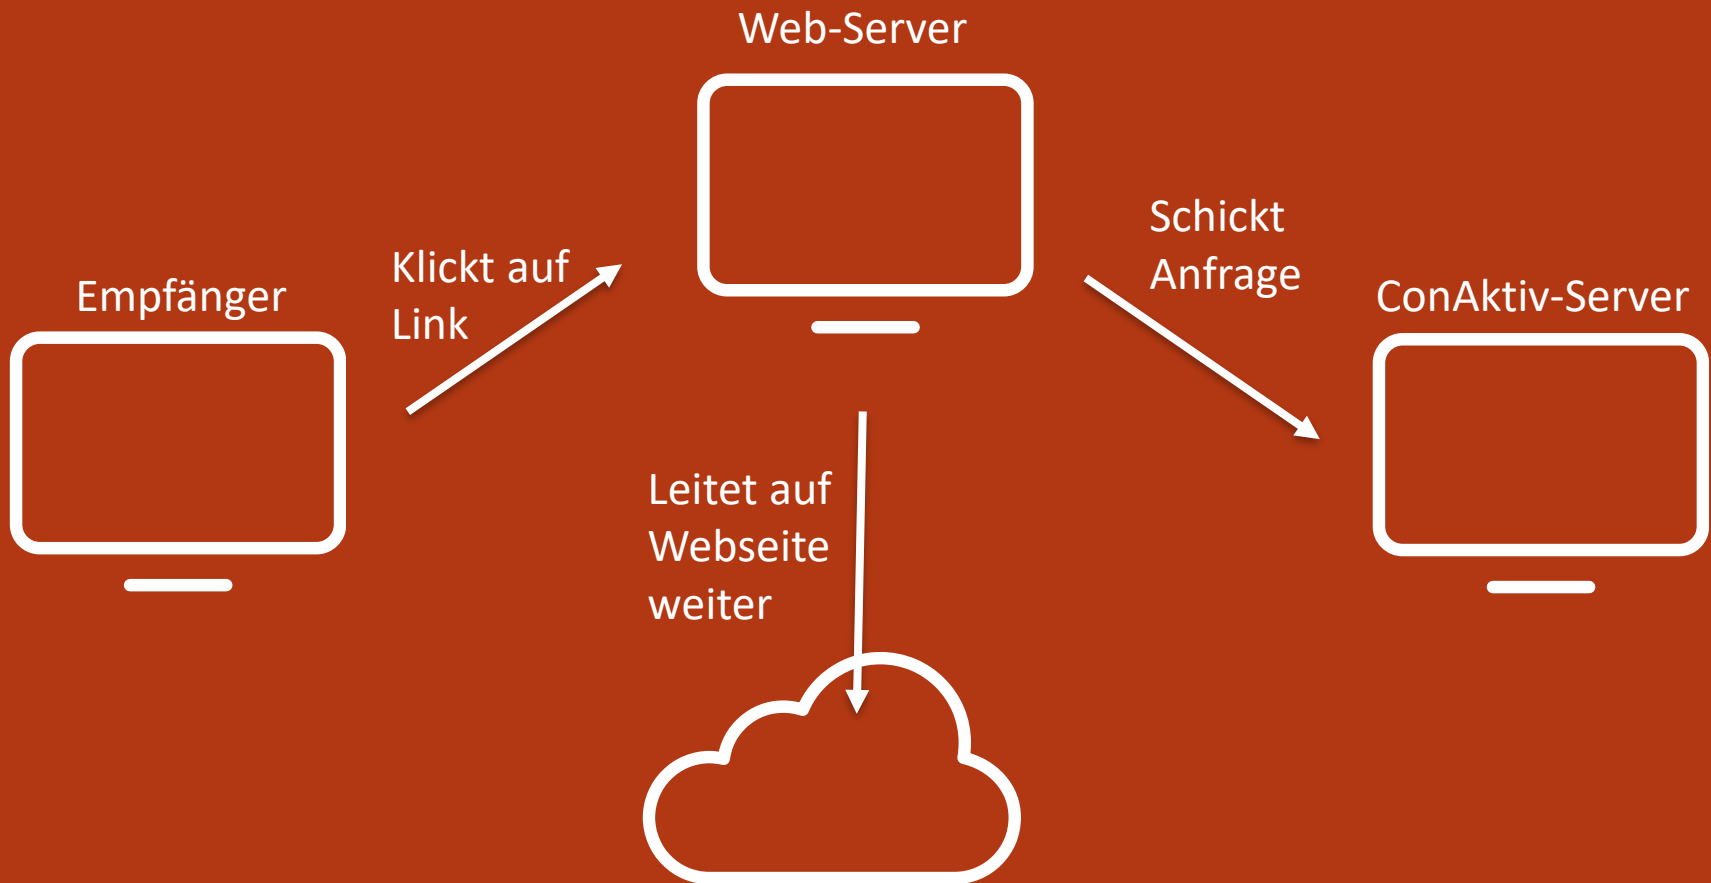 Web-Server
Schickt
Anfrage
Klickt auf
Link
Empfänger
ConAktiv-Server
Leitet auf
Webseite
weiter